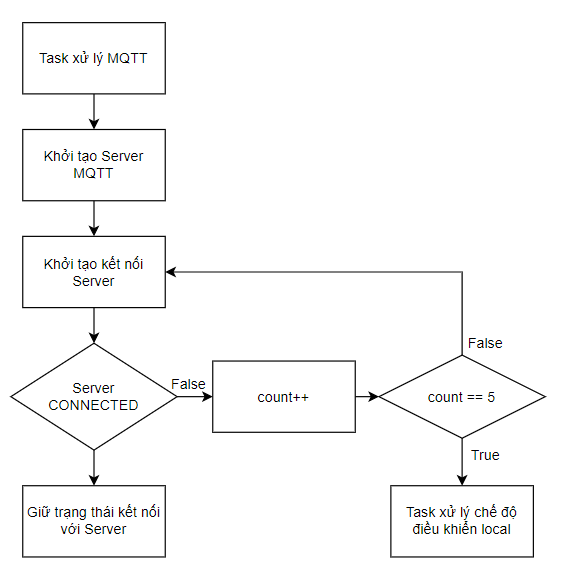 Task xử lý MQTT
Khởi tạo Server
MQTT
Khởi tạo kết nối
Server
False
Server
CONNECTED
False
count++
count == 5
True
Giữ trạng thái kết nối
với Server
Task xử lý chế độ
điều khiển local